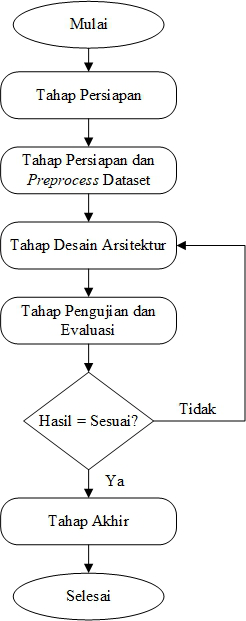 Mulai
Tahap Persiapan
Tahap Persiapan dan
Preprocess Dataset
Tahap Desain Arsitektur
Tahap Pengujian dan
Evaluasi
Hasil = Sesuai?
Tidak
Ya
Tahap Akhir
Selesai